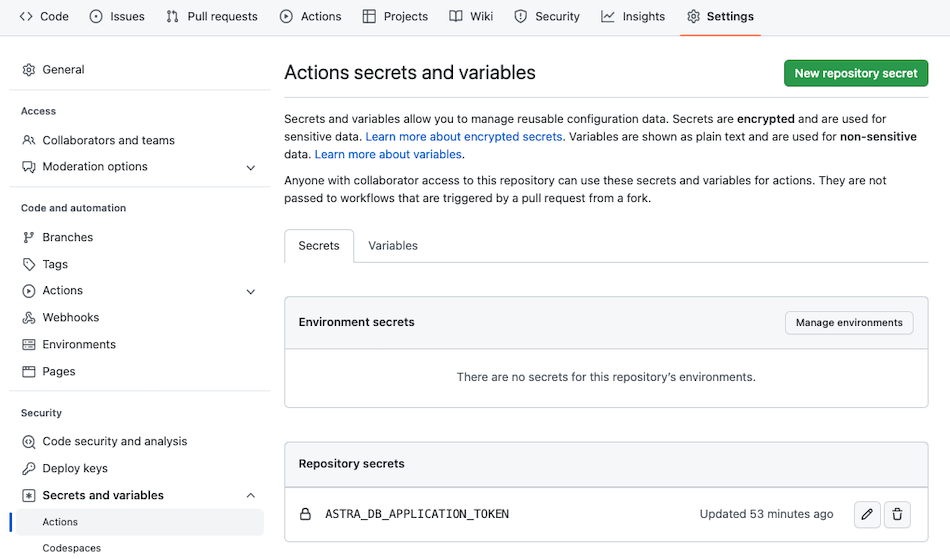 Code Issues Pull requests Actions Projects Wiki Security Insights Settings
General
Access
Collaborators and teams
Moderation options
Code and automation
Branches
Tags
Actions
Webhooks
Environments
Pages
Security
Code security and analysis
Deploy keys
Secrets and variables
Actions
Codespaces
Actions secrets and variables
New repository secret
Secrets and variables allow you to manage reusable configuration data. Secrets are encrypted and are used for
sensitive data. Learn more about encrypted secrets. Variables are shown as plain text and are used for non-sensitive
data. Learn more about variables.
Anyone with collaborator access to this repository can use these secrets and variables for actions. They are not
passed to workflows that are triggered by a pull request from a fork.
Secrets Variables
Environment secrets
Manage environments
There are no secrets for this repository's environments.
Repository secrets
ASTRA_DB_APPLICATION_TOKEN Updated 53 minutes ago